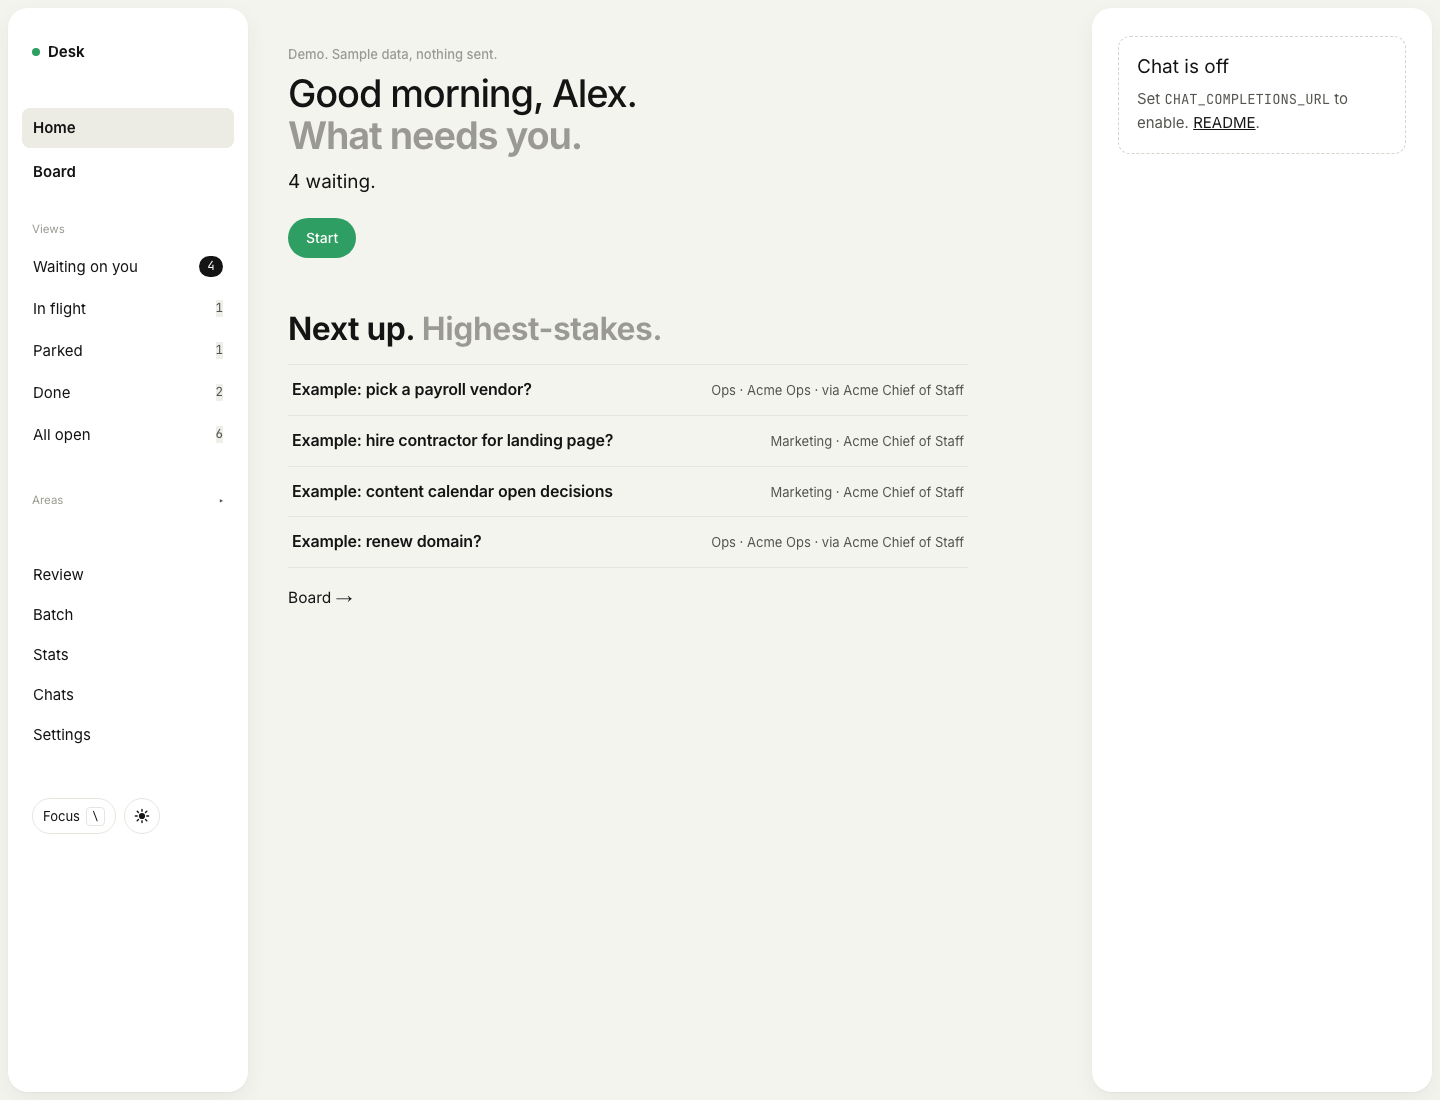 Desk
Home
Board
Views
Waiting on you 4
In flight 1
Parked 1
Done 2
All open 6
Areas
Review
Batch
Stats
Chats
Settings
Focus \
Demo. Sample data, nothing sent.
Good morning, Alex.
What needs you.
4 waiting.
Start
Next up. Highest-stakes.
Example: pick a payroll vendor? Ops · Acme Ops · via Acme Chief of Staff
Example: hire contractor for landing page? Marketing · Acme Chief of Staff
Example: content calendar open decisions Marketing · Acme Chief of Staff
Example: renew domain? Ops · Acme Ops · via Acme Chief of Staff
Board →
Chat is off
Set CHAT_COMPLETIONS_URL to
enable. README.